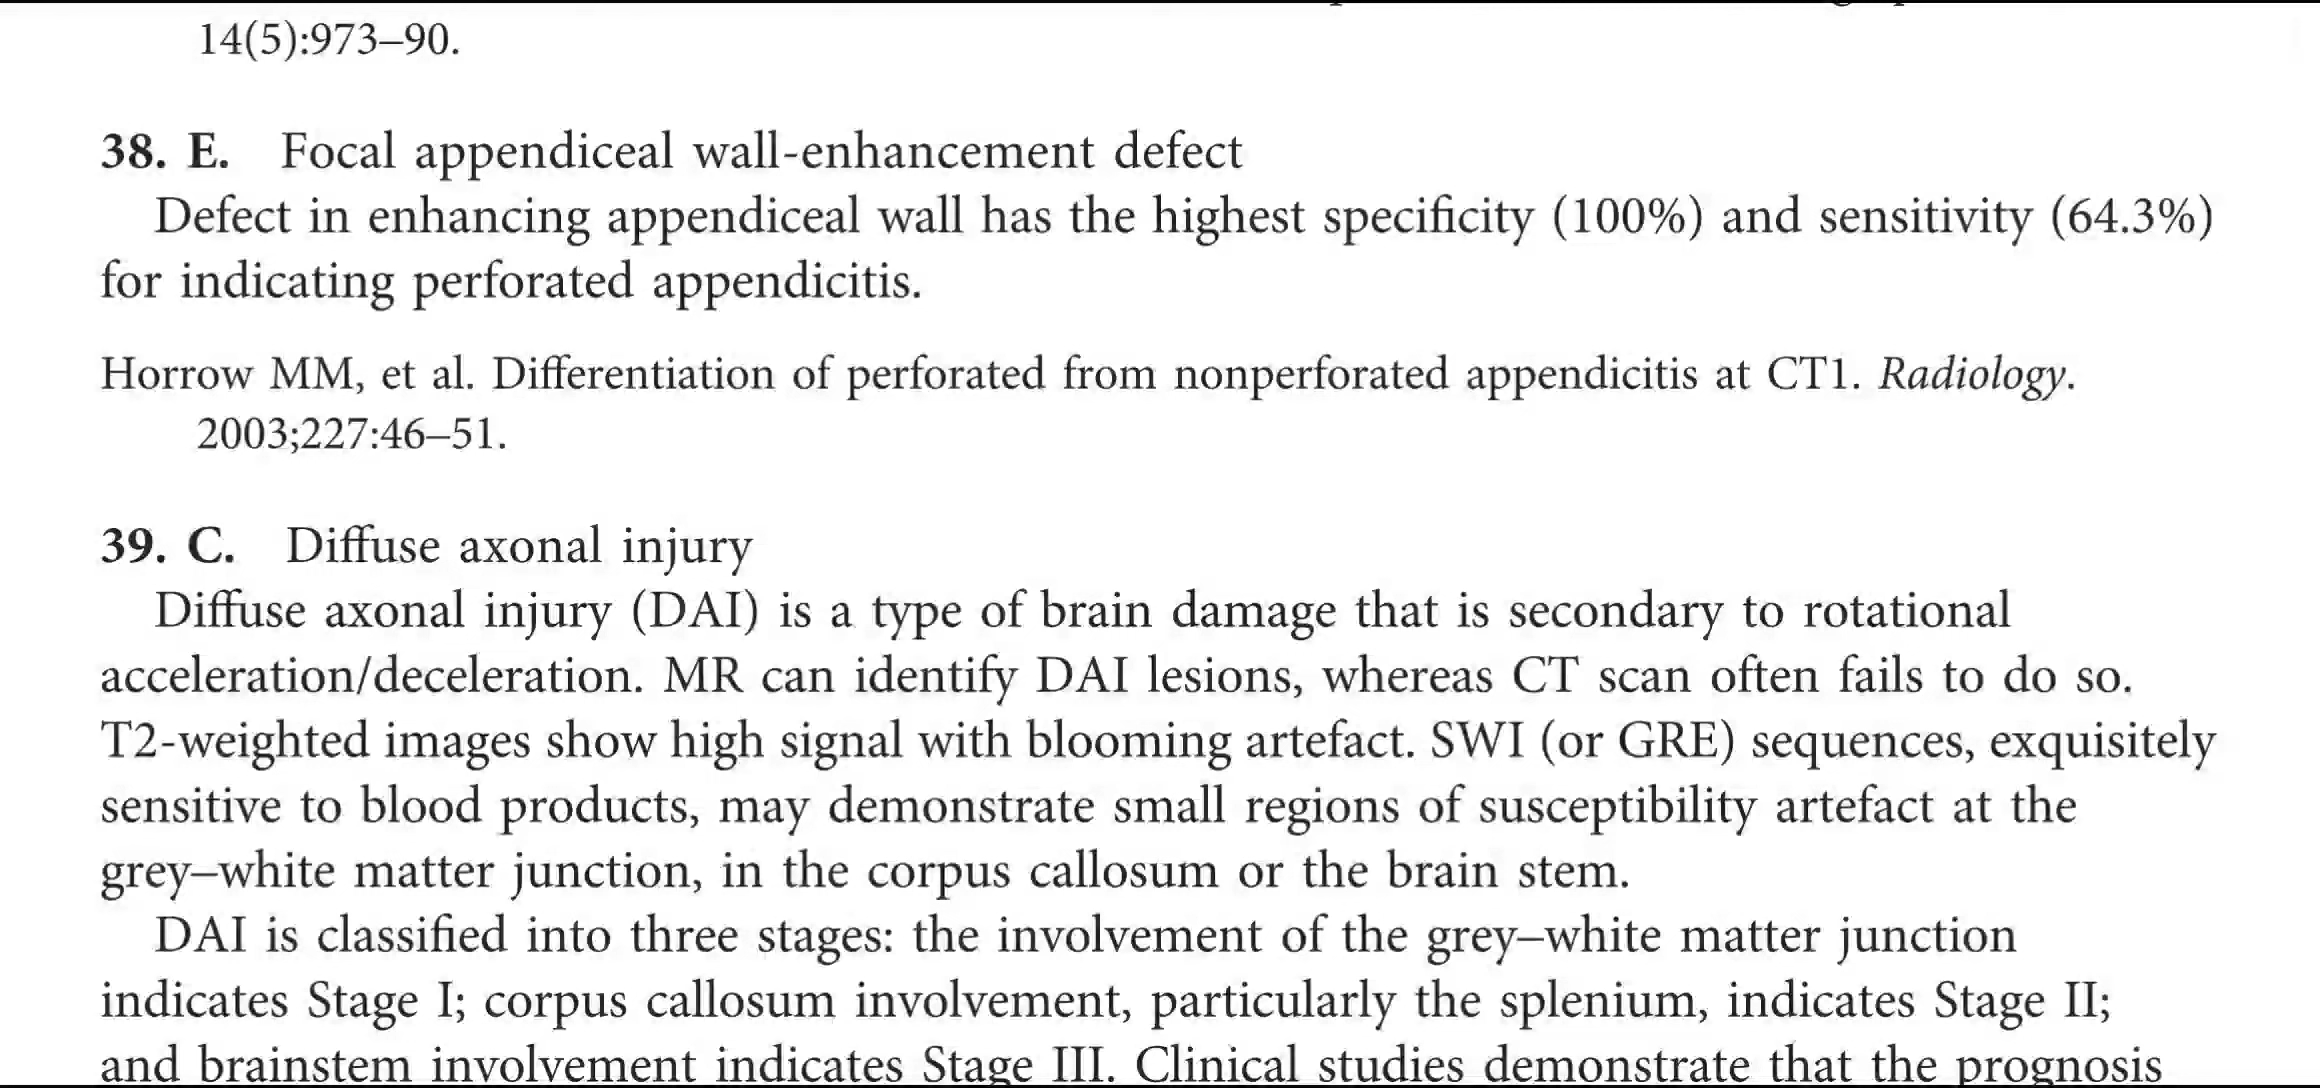 14(5):973–90.
38. E. Focal appendiceal wall-enhancement defect
Defect in enhancing appendiceal wall has the highest specificity (100%) and sensitivity (64.3%)
for indicating perforated appendicitis.
Horrow MM, et al. Differentiation of perforated from nonperforated appendicitis at CT1. Radiology.
2003;227:46–51.
39. C. Diffuse axonal injury
Diffuse axonal injury (DAI) is a type of brain damage that is secondary to rotational
acceleration/deceleration. MR can identify DAI lesions, whereas CT scan often fails to do so.
T2-weighted images show high signal with blooming artefact. SWI (or GRE) sequences, exquisitely
sensitive to blood products, may demonstrate small regions of susceptibility artefact at the
grey–white matter junction, in the corpus callosum or the brain stem.
DAI is classified into three stages: the involvement of the grey–white matter junction
indicates Stage I; corpus callosum involvement, particularly the splenium, indicates Stage II;
and brainstem involvement indicates Stage III. Clinical studies demonstrate that the prognosis